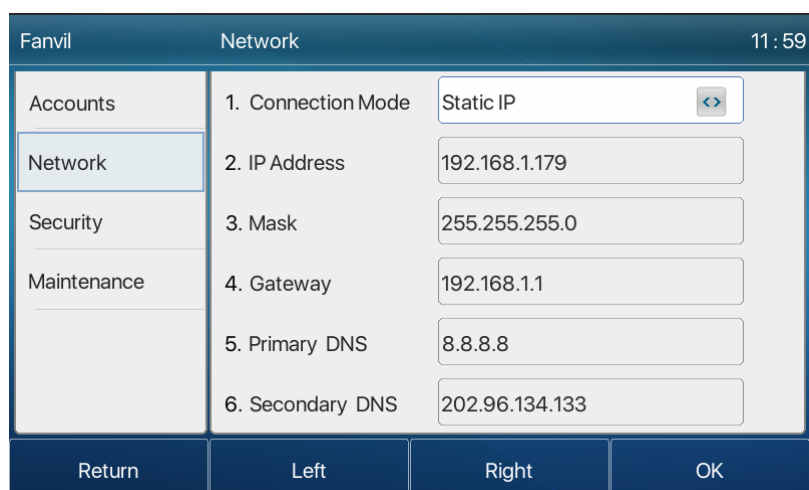 Fanvil Network 11:59
Accounts
Network
Security
Maintenance
1. Connection Mode Static IP <>
2. IP Address 192.168.1.179
3. Mask 255.255.255.0
4. Gateway 192.168.1.1
5. Primary DNS 8.8.8.8
6. Secondary DNS 202.96.134.133
Return Left Right OK